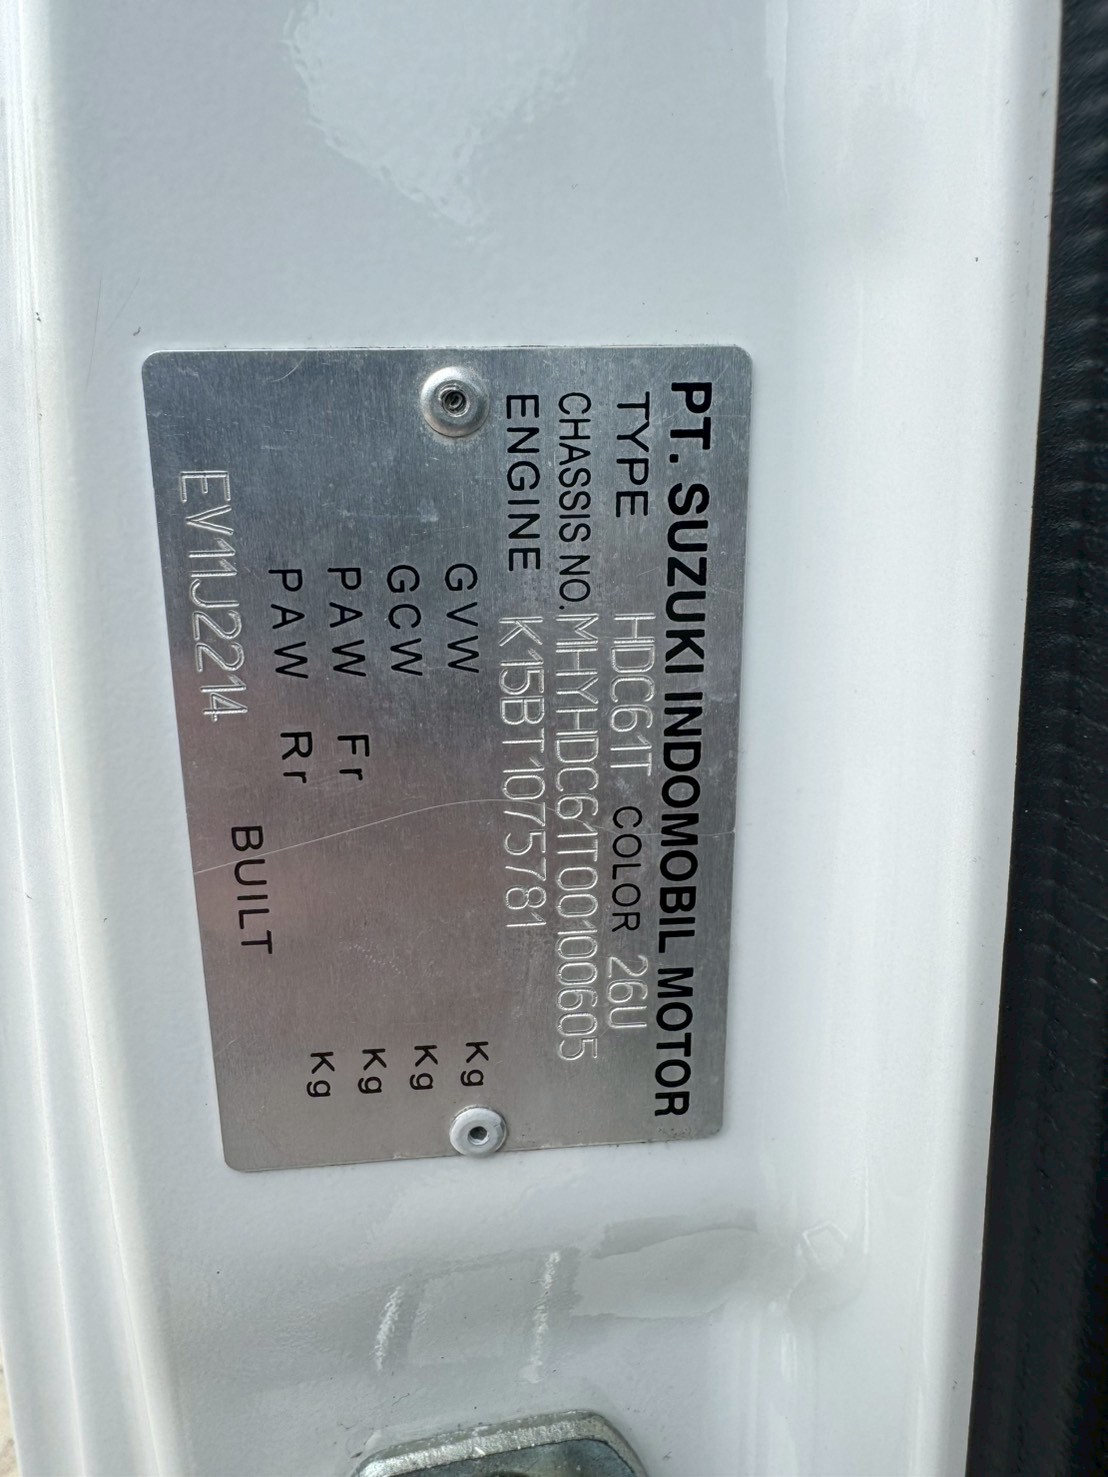 PT. SUZUKI INDOMOBIL MOTOR
TYPE HDC61T COLOR 26U
CHASSIS NO. MHYHDC61T00100605
ENGINE K15BT1075781
GVW Kg
GCW Kg
PAW Fr Kg
PAW Rr Kg
BUILT
EV11J2214